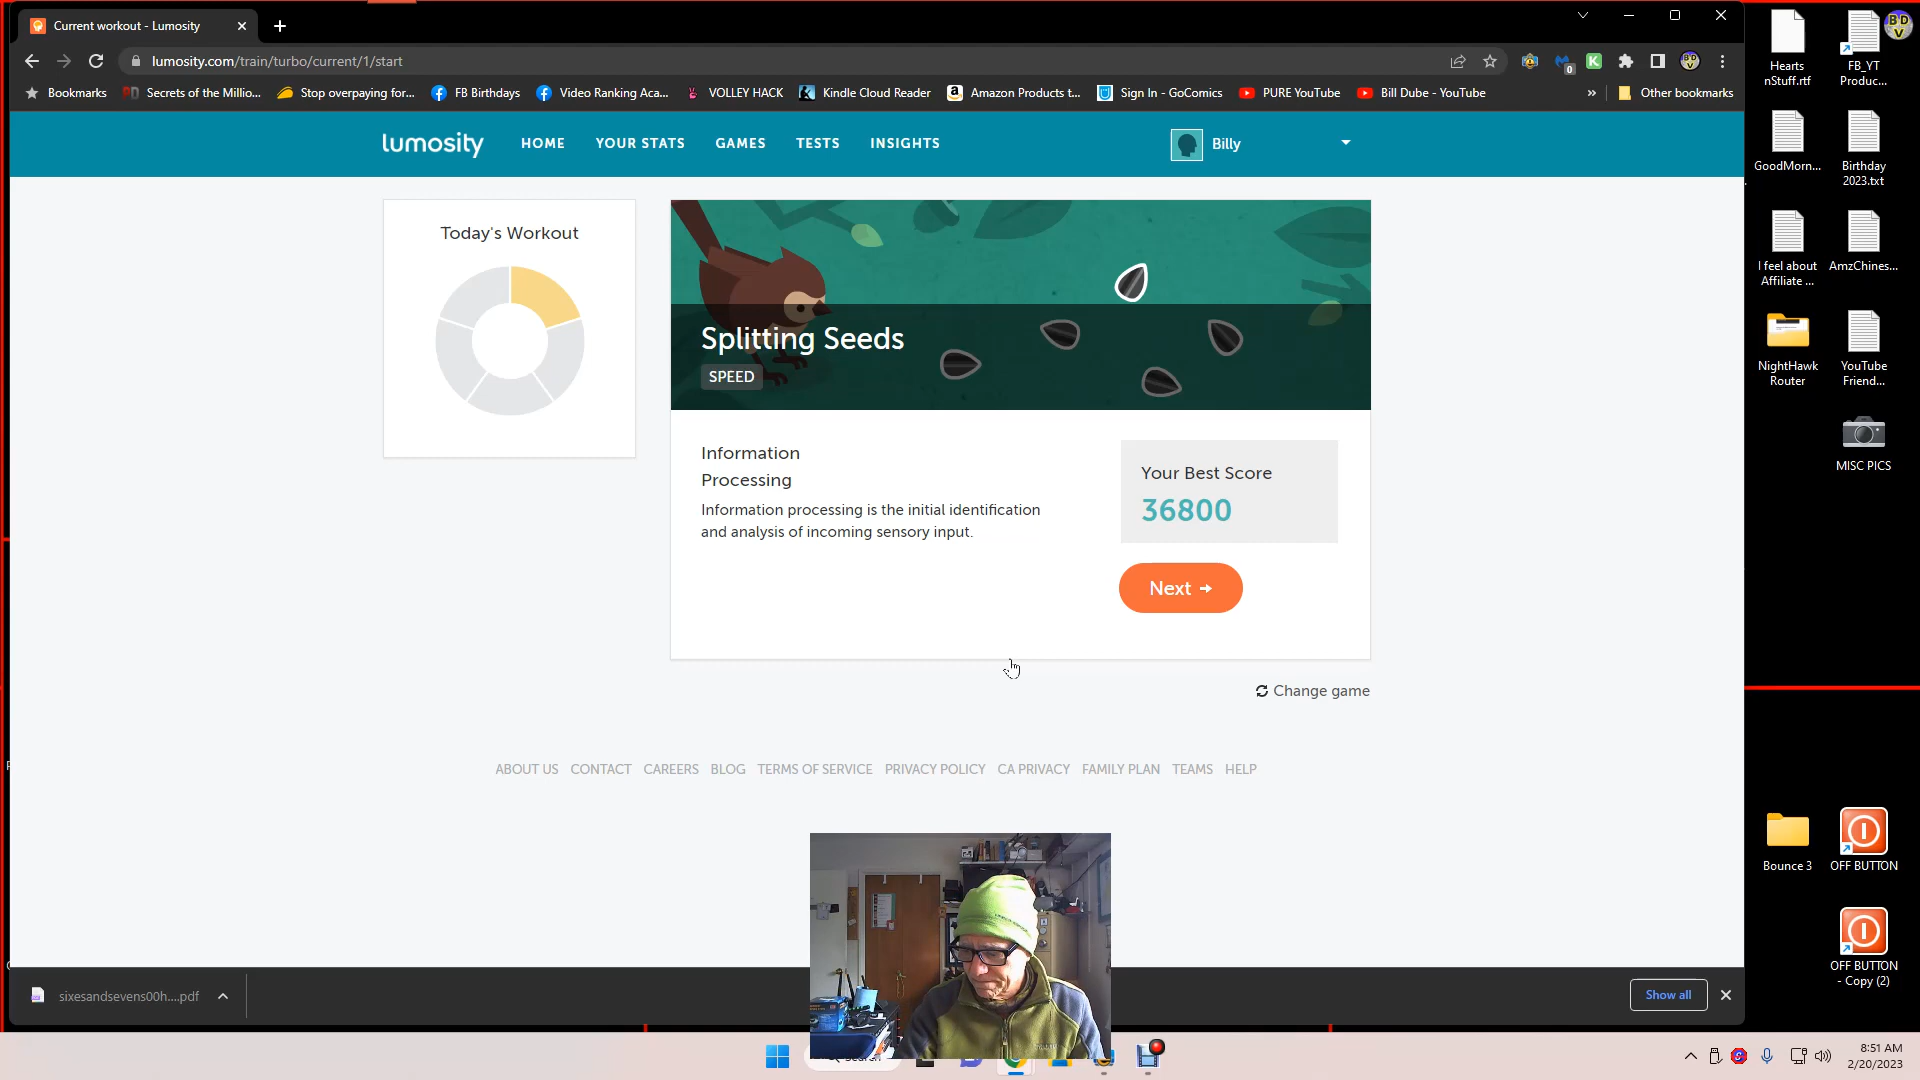 Current workout - Lumosity
lumosity.com/train/turbo/current/1/start
Bookmarks
Secrets of the Millio...
Stop overpaying for...
FB Birthdays
Video Ranking Aca...
VOLLEY HACK
Kindle Cloud Reader
Amazon Products t...
Sign In - GoComics
PURE YouTube
Bill Dube - YouTube
Other bookmarks
lumosity
HOME
YOUR STATS
GAMES
TESTS
INSIGHTS
Billy
Today's Workout
Splitting Seeds
SPEED
Information
Processing
Information processing is the initial identification
and analysis of incoming sensory input.
Your Best Score
36800
Next
Change game
ABOUT US CONTACT CAREERS BLOG TERMS OF SERVICE PRIVACY POLICY CA PRIVACY FAMILY PLAN TEAMS HELP
sixesandsevens00h....pdf
Show all
Hearts
nStuff.rtf
FB_YT
Produc...
BD
V
0
K
GoodMorn...
Birthday
2023.txt
I feel about
Affiliate ...
AmzChines...
NightHawk
Router
YouTube
Friend...
MISC PICS
Bounce 3
OFF BUTTON
OFF BUTTON
- Copy (2)
8:51 AM
2/20/2023